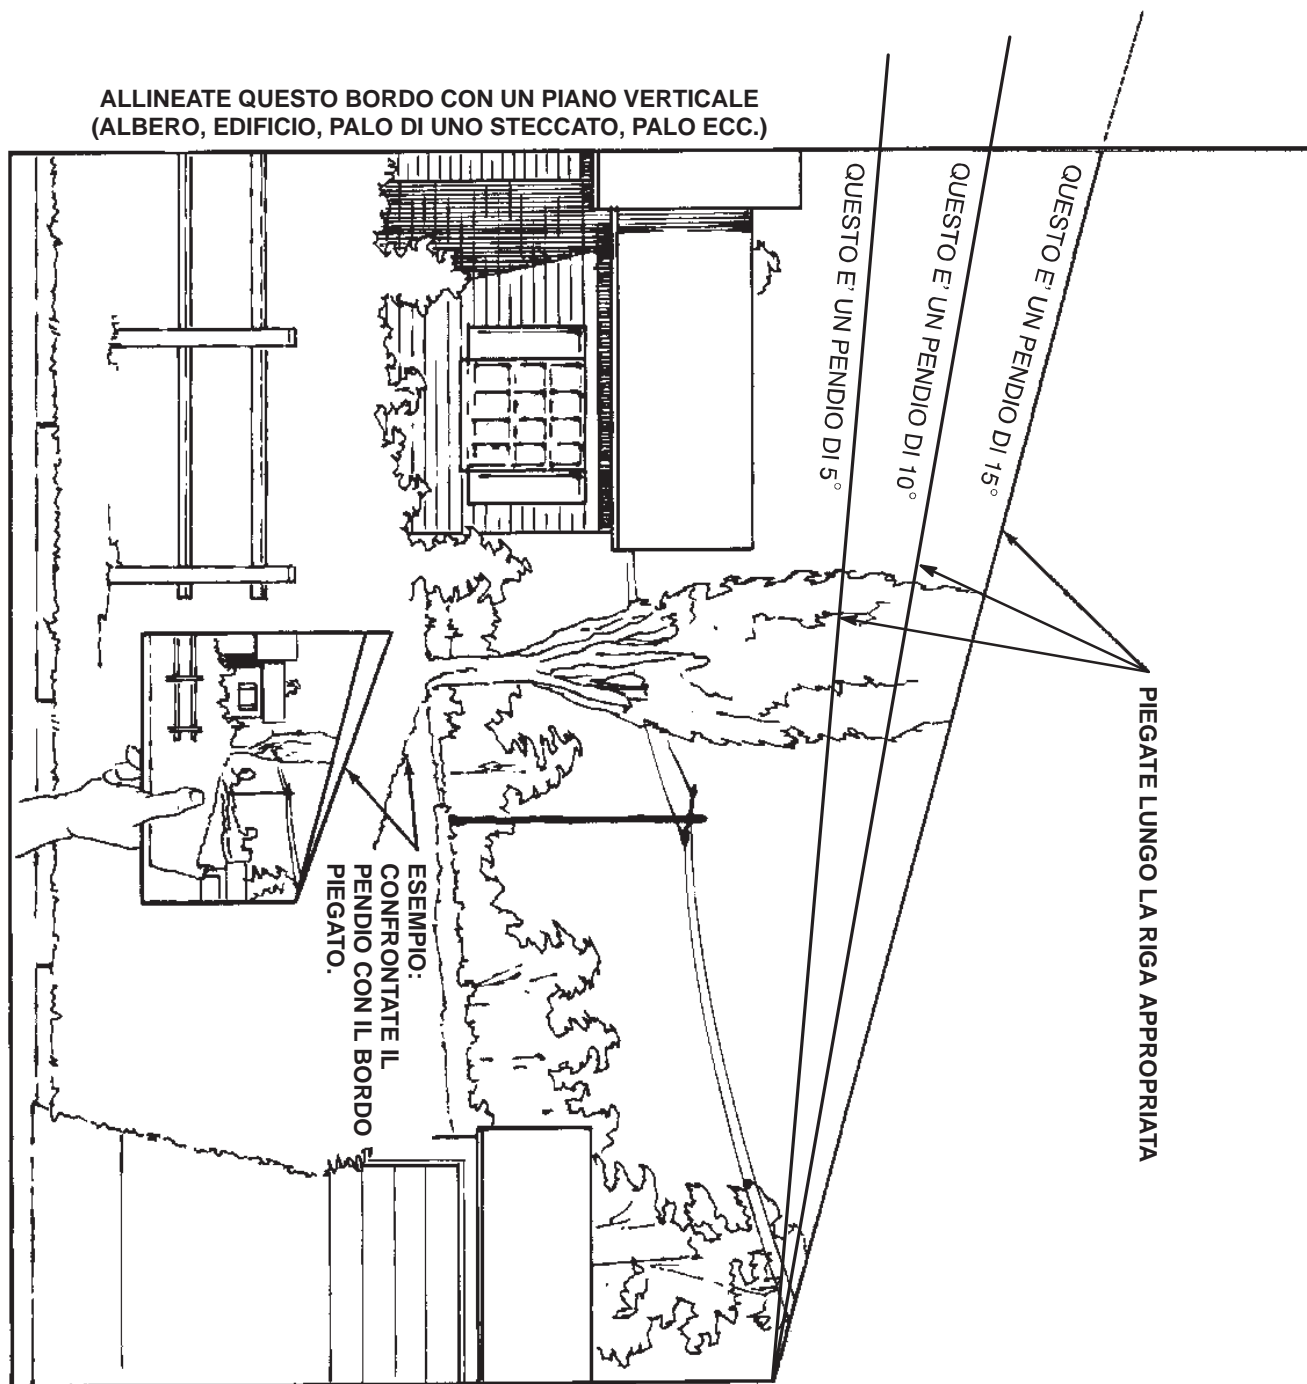 ALLINEATE QUESTO BORDO CON UN PIANO VERTICALE
(ALBERO, EDIFICIO, PALO DI UNO STECCATO, PALO ECC.)
QUESTO E' UN PENDIO DI 5°
QUESTO E' UN PENDIO DI 10°
QUESTO E' UN PENDIO DI 15°
PIEGATE LUNGO LA RIGA APPROPRIATA
ESEMPIO:
CONFRONTATE IL
PENDIO CON IL BORDO
PIEGATO.